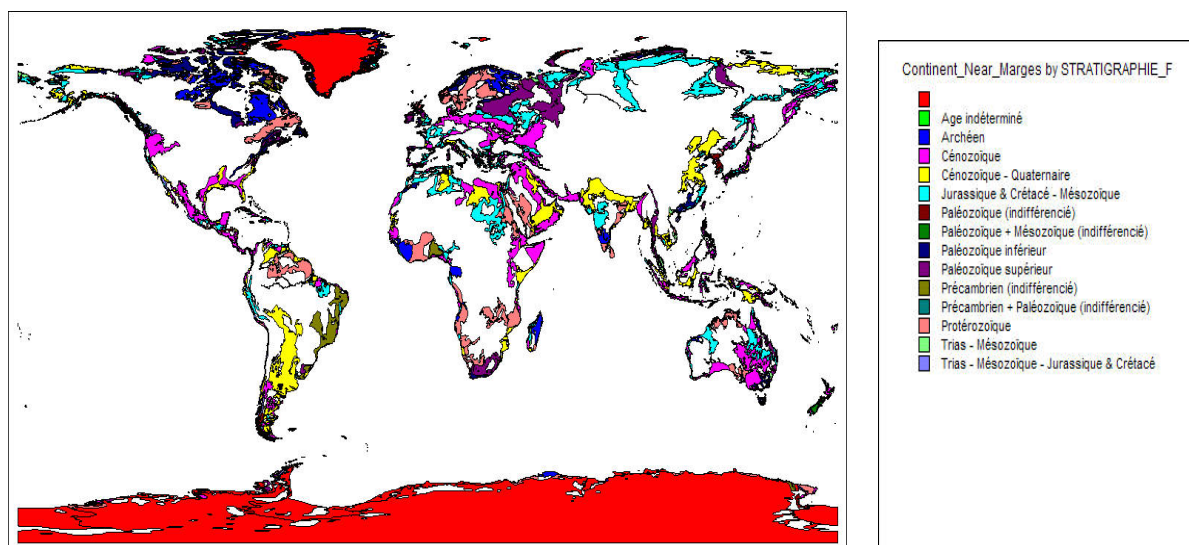 Continent_Near_Marges by STRATIGRAPHIE_F
Age indéterminé
Archéen
Cénozoïque
Cénozoïque - Quaternaire
Jurassique & Crétacé - Mésozoïque
Paléozoïque (indifférencié)
Paléozoïque + Mésozoïque (indifférencié)
Paléozoïque inférieur
Paléozoïque supérieur
Précambrien (indifférencié)
Précambrien + Paléozoïque (indifférencié)
Protérozoïque
Trias - Mésozoïque
Trias - Mésozoïque - Jurassique & Crétacé